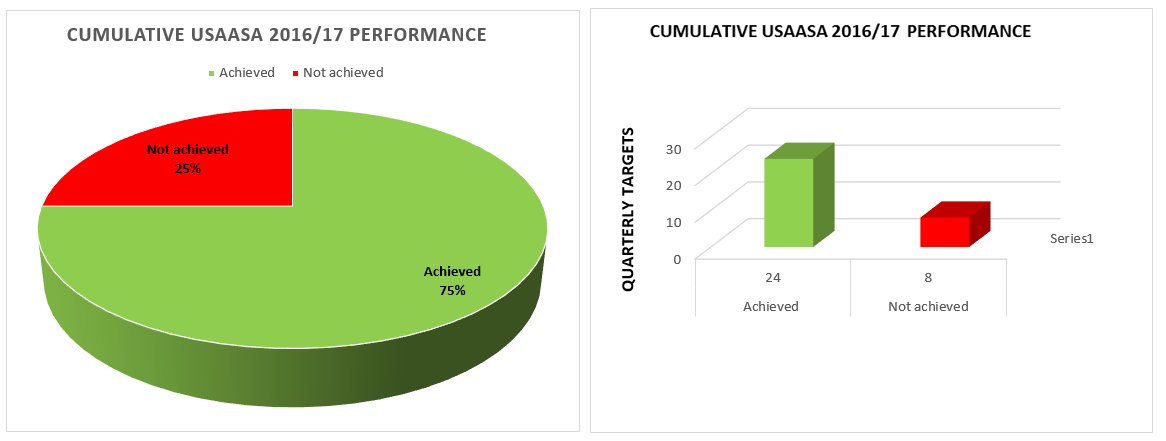 CUMULATIVE USAASA 2016/17 PERFORMANCE
Achieved Not achieved
Not achieved
25%
Achieved
75%
CUMULATIVE USAASA 2016/17 PERFORMANCE
QUARTERLY TARGETS
30
20
10
0
Series1
24 8
Achieved Not achieved